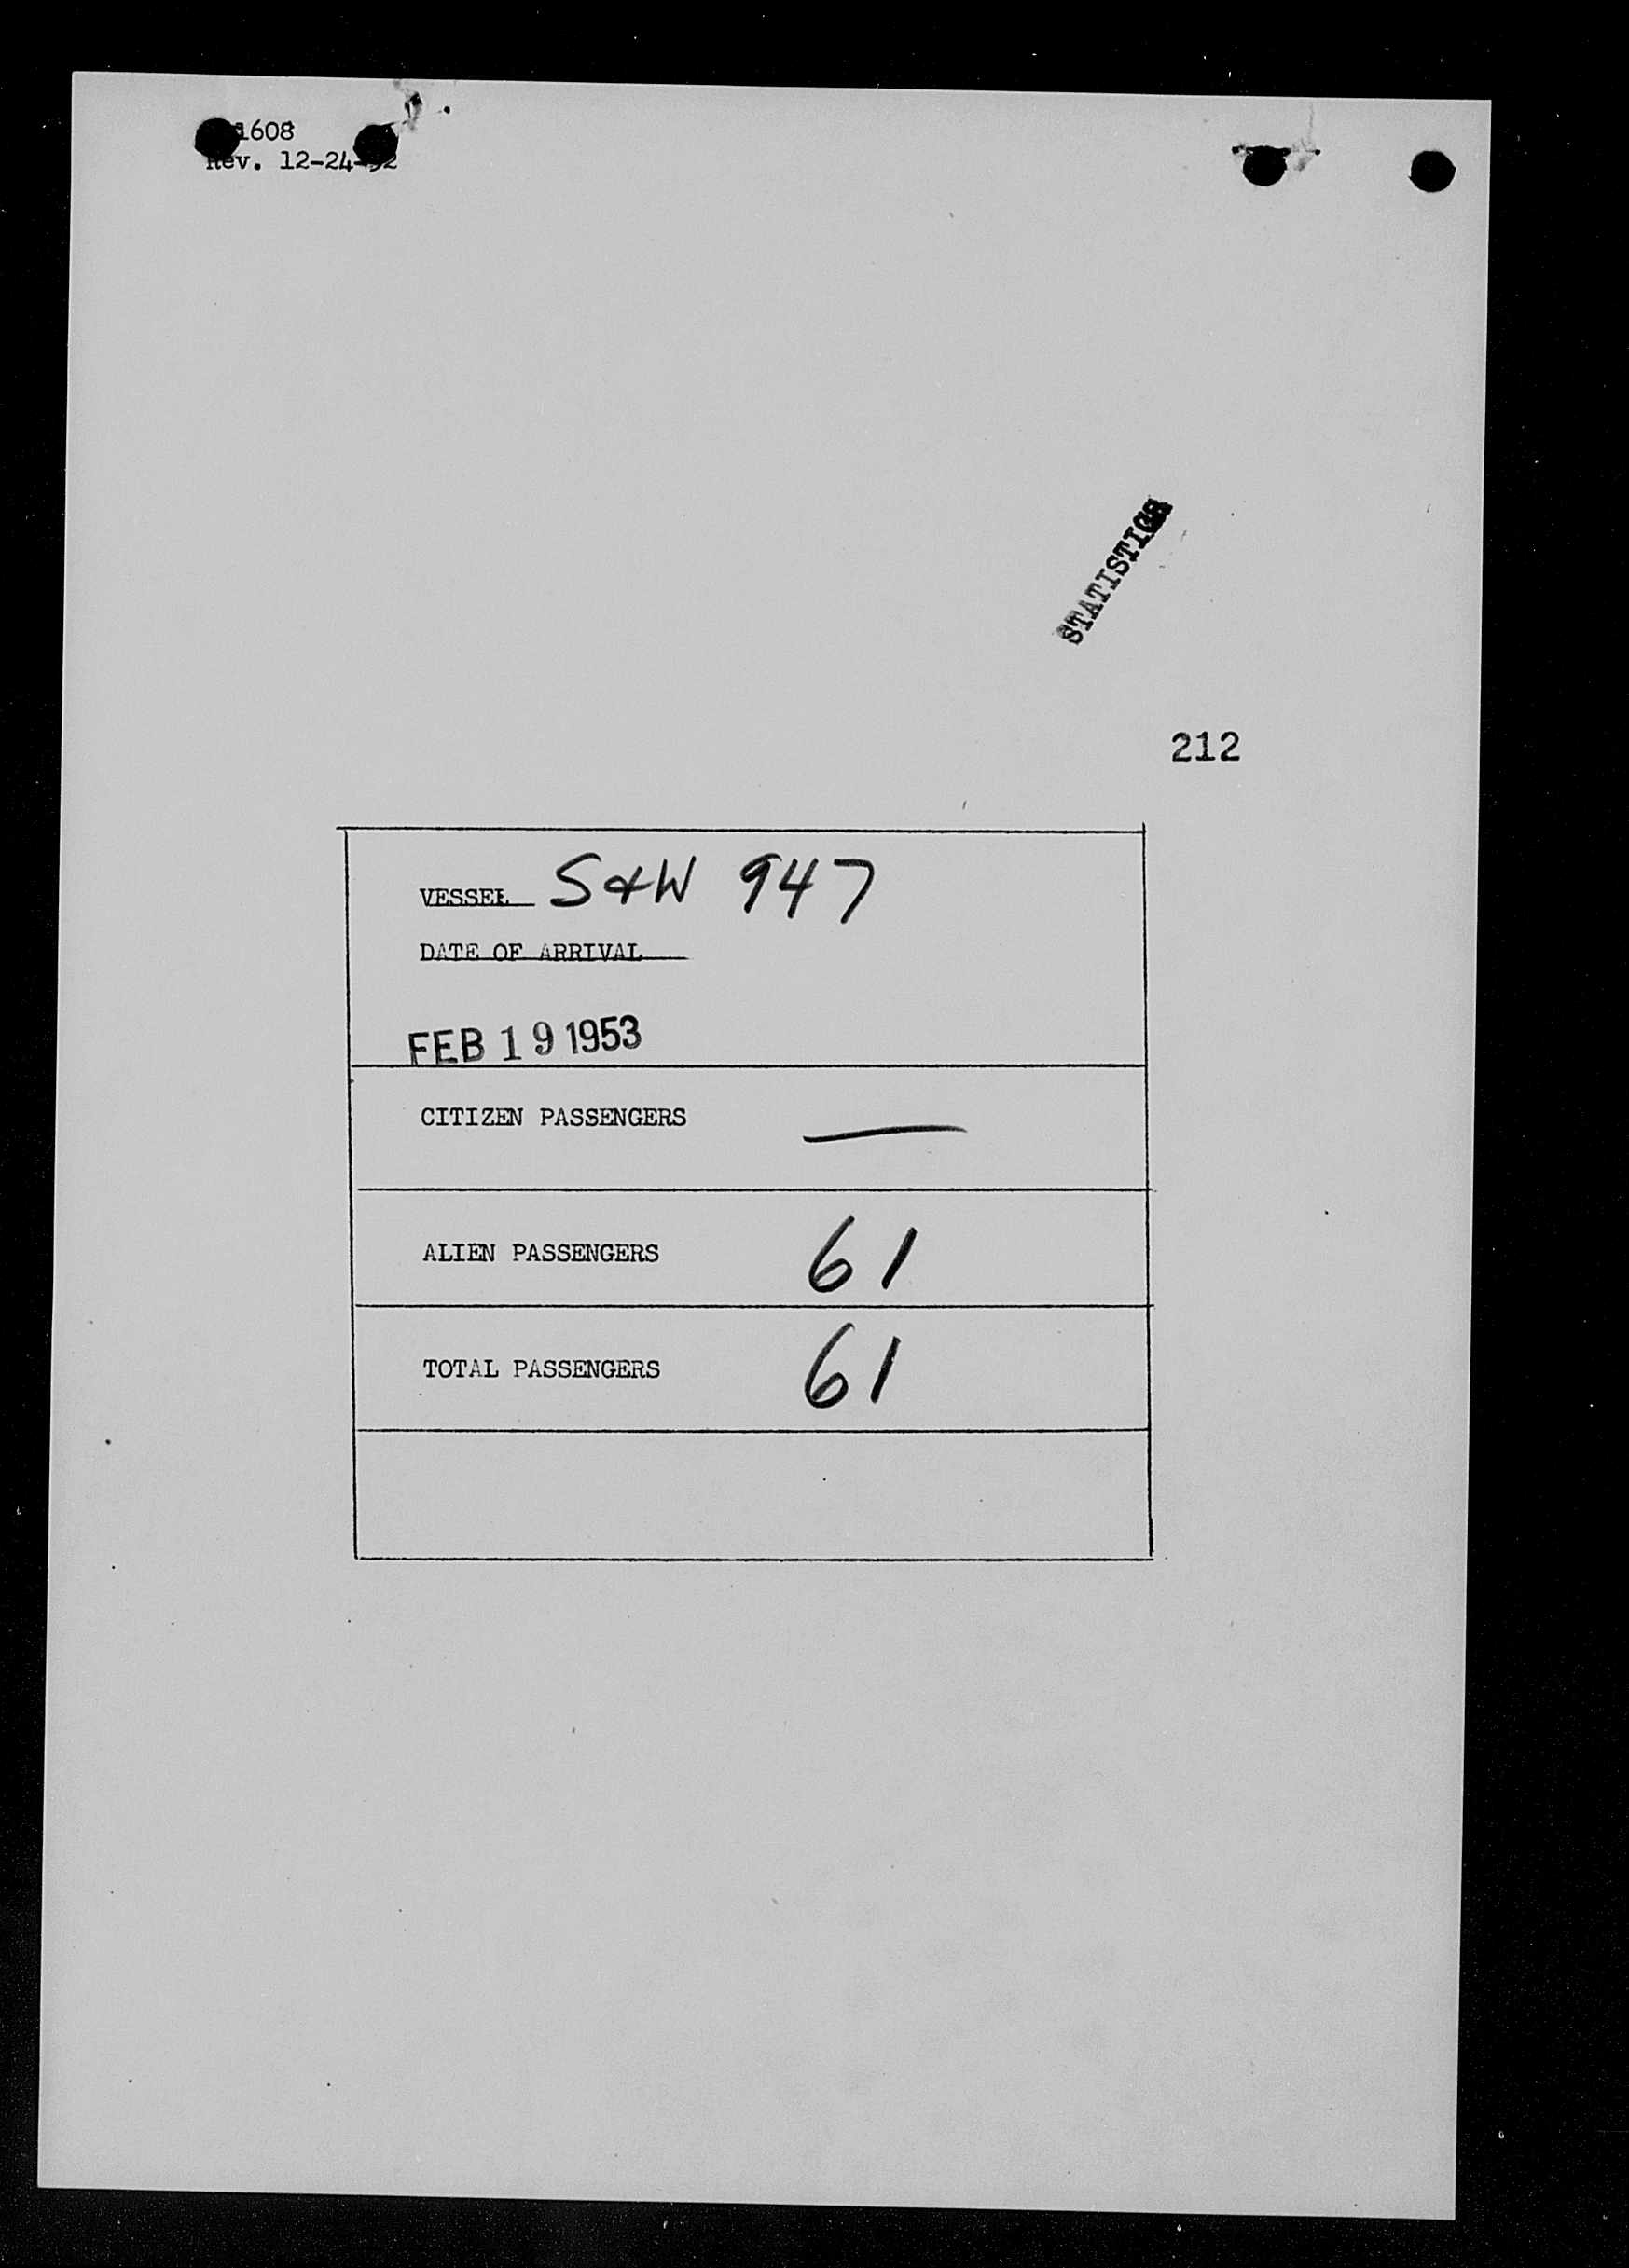 1608
Rev. 12-24-52
STATISTICS
212
VESSEL S&W 947
DATE OF ARRIVAL
FEB 19 1953
CITIZEN PASSENGERS —
ALIEN PASSENGERS 61
TOTAL PASSENGERS 61